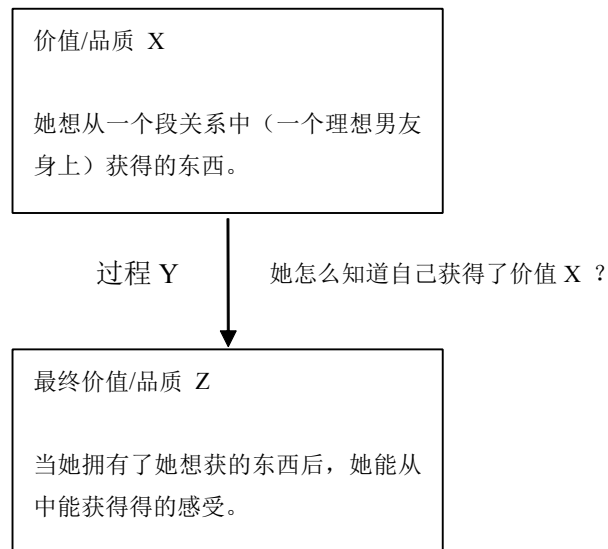 价值/品质 X
她想从一个段关系中（一个理想男友
身上）获得的东西。
过程 Y
她怎么知道自己获得了价值 X ？
最终价值/品质 Z
当她拥有了她想获的东西后，她能从
中能获得得的感受。